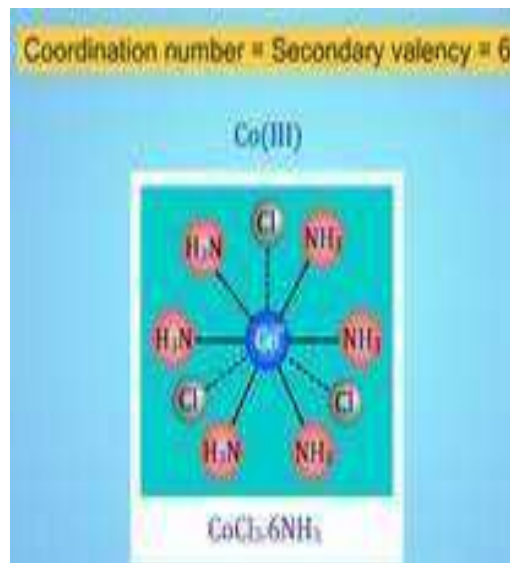 Coordination number = Secondary valency = 6
Co(III)
Cl
H₃N NH₃
H₃N Co NH₃
Cl Cl
H₃N NH₃
CoCl₃.6NH₃